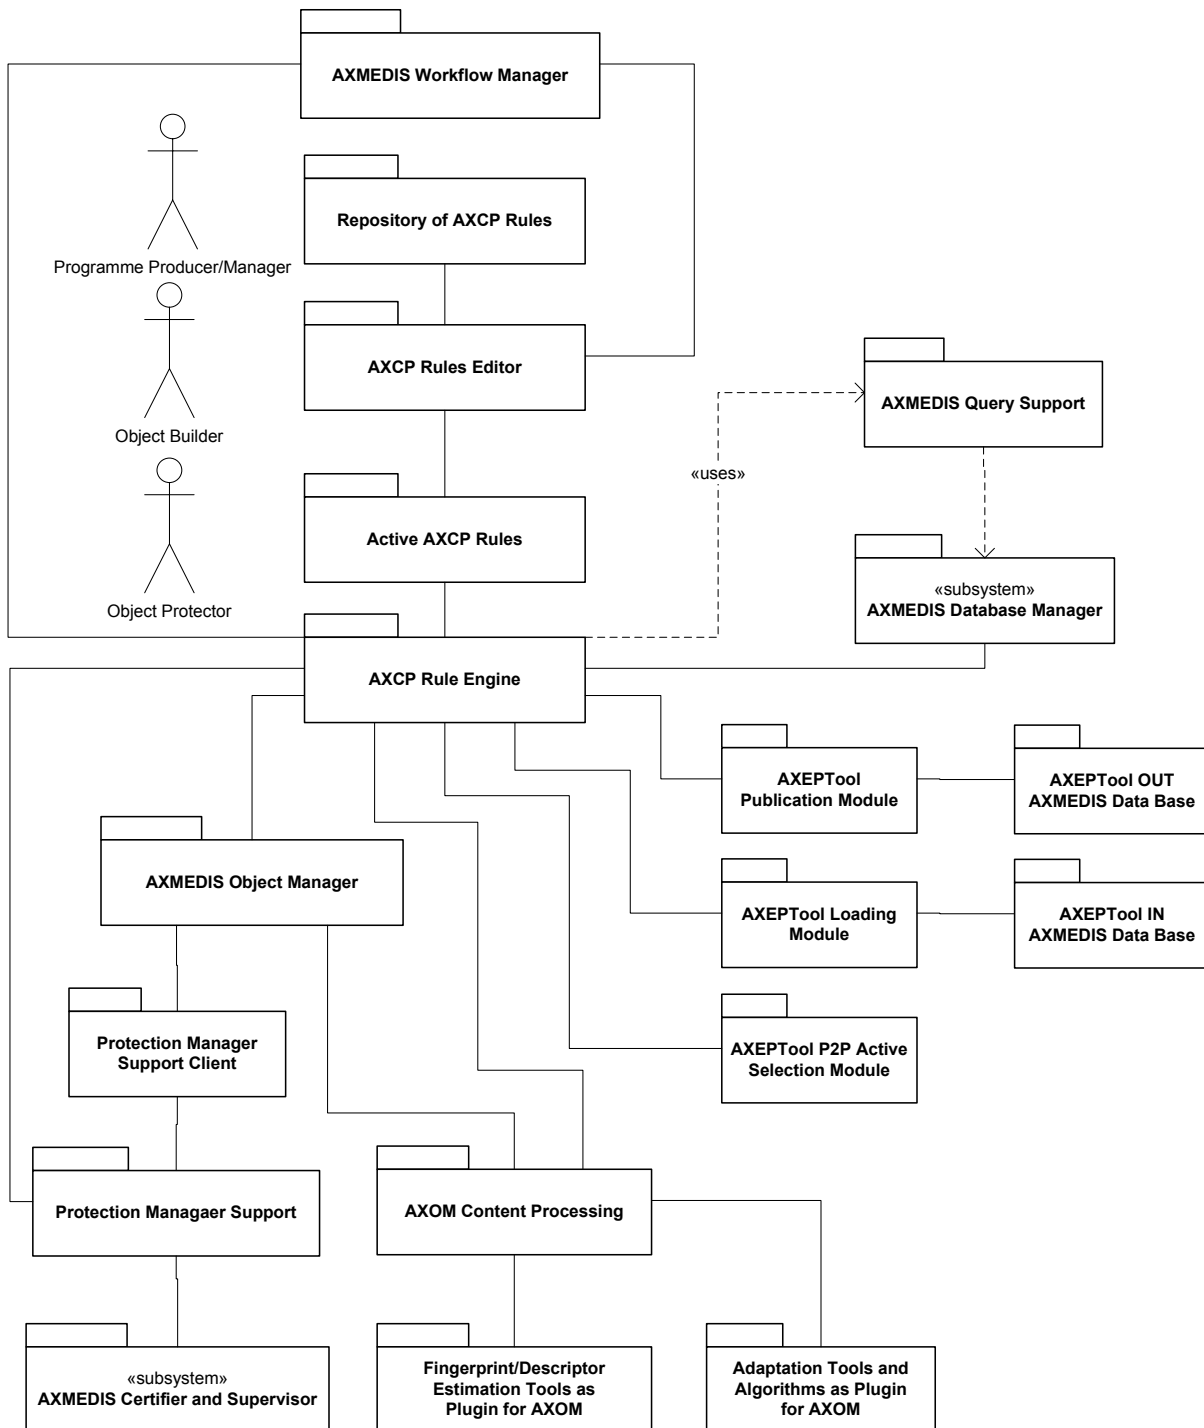 AXMEDIS Workflow Manager
Repository of AXCP Rules
Programme Producer/Manager
AXCP Rules Editor
AXMEDIS Query Support
Object Builder
«uses»
Active AXCP Rules
«subsystem»
AXMEDIS Database Manager
Object Protector
AXCP Rule Engine
AXEPTool
Publication Module
AXEPTool OUT
AXMEDIS Data Base
AXMEDIS Object Manager
AXEPTool Loading
Module
AXEPTool IN
AXMEDIS Data Base
Protection Manager
Support Client
AXEPTool P2P Active
Selection Module
Protection Managaer Support
AXOM Content Processing
«subsystem»
AXMEDIS Certifier and Supervisor
Fingerprint/Descriptor
Estimation Tools as
Plugin for AXOM
Adaptation Tools and
Algorithms as Plugin
for AXOM